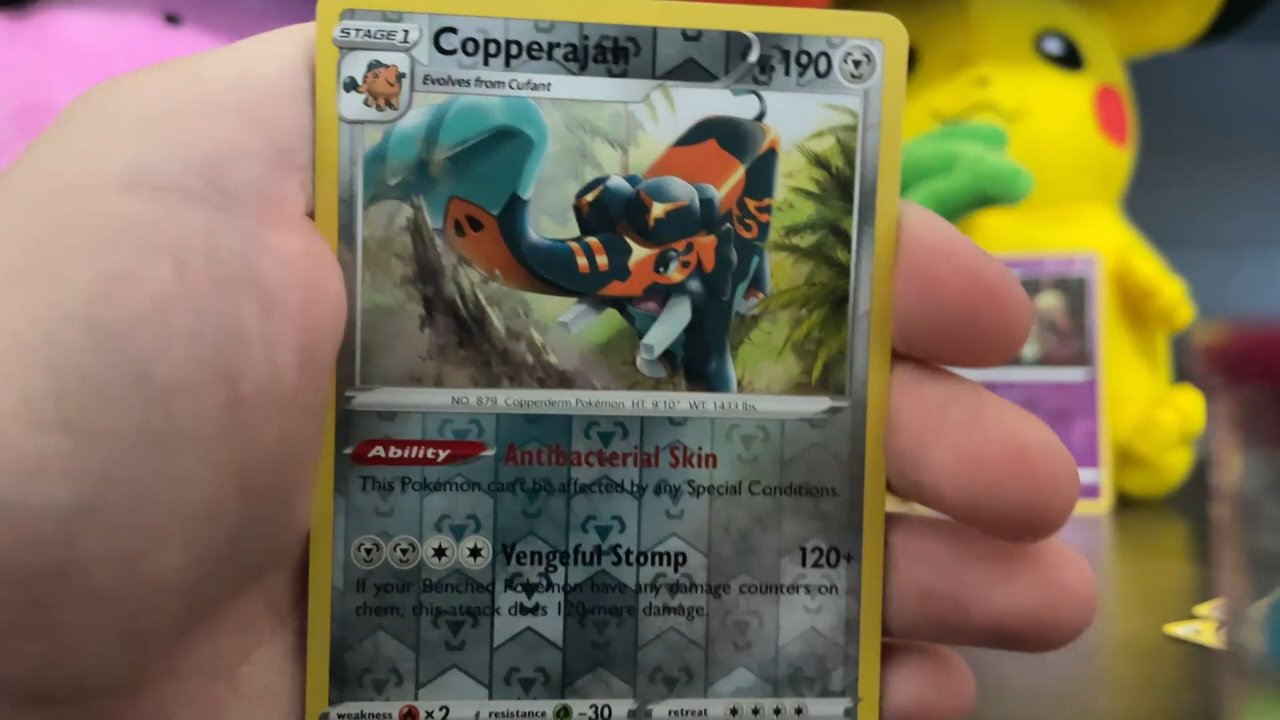 STAGE1
Copperajah
190
Evolves from Cufant
NO. 879 Copperderm Pokémon HT: 9'10" WT: 1433 lbs.
Ability Antibacterial Skin
This Pokémon can't be affected by any Special Conditions.
Vengeful Stomp 120+
If your Benched Pokémon have any damage counters on
them, this attack does 120 more damage.
weakness ×2 resistance -30 retreat